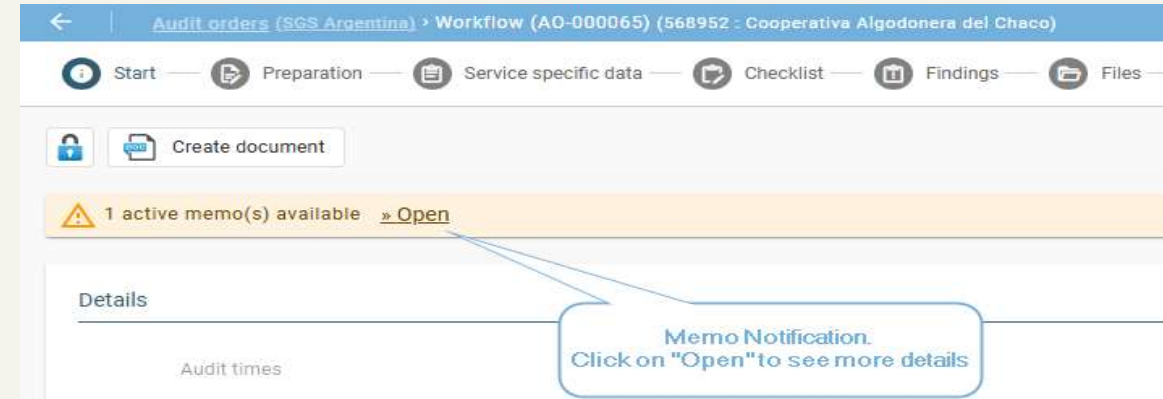 Audit orders (SGS Argentina) › Workflow (AO-000065) (568952 : Cooperativa Algodonera del Chaco)
Start Preparation Service specific data Checklist Findings Files
Create document
1 active memo(s) available » Open
Details
Memo Notification.
Click on "Open" to see more details
Audit times